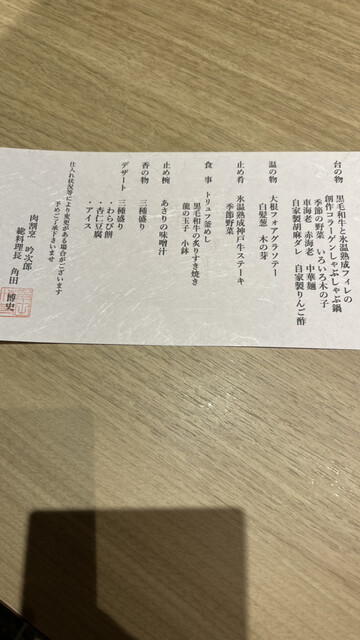 台の物 黒毛和牛と氷温熟成フィレの
創作コラーゲンしゃぶしゃぶ鍋
季節の野菜 いろいろ木の子
車海老 赤海老 中華麺
自家製胡麻ダレ 自家製りんご酢
温の物 大根フォアグラソテー
白髪葱 木の芽
止め肴 氷温熟成神戸牛ステーキ
季節野菜
食事 トリュフ釜めし
黒毛和牛の炙りすき焼き
龍の玉子 小鉢
止め椀 あさりの味噌汁
香の物 三種盛り
デザート 三種盛り
・わらび餅
・杏仁豆腐
・アイス
仕入れ状況等により変更がある場合がございます
予めご了承下さいませ
肉割烹 吟次郎
総料理長 角田 博史